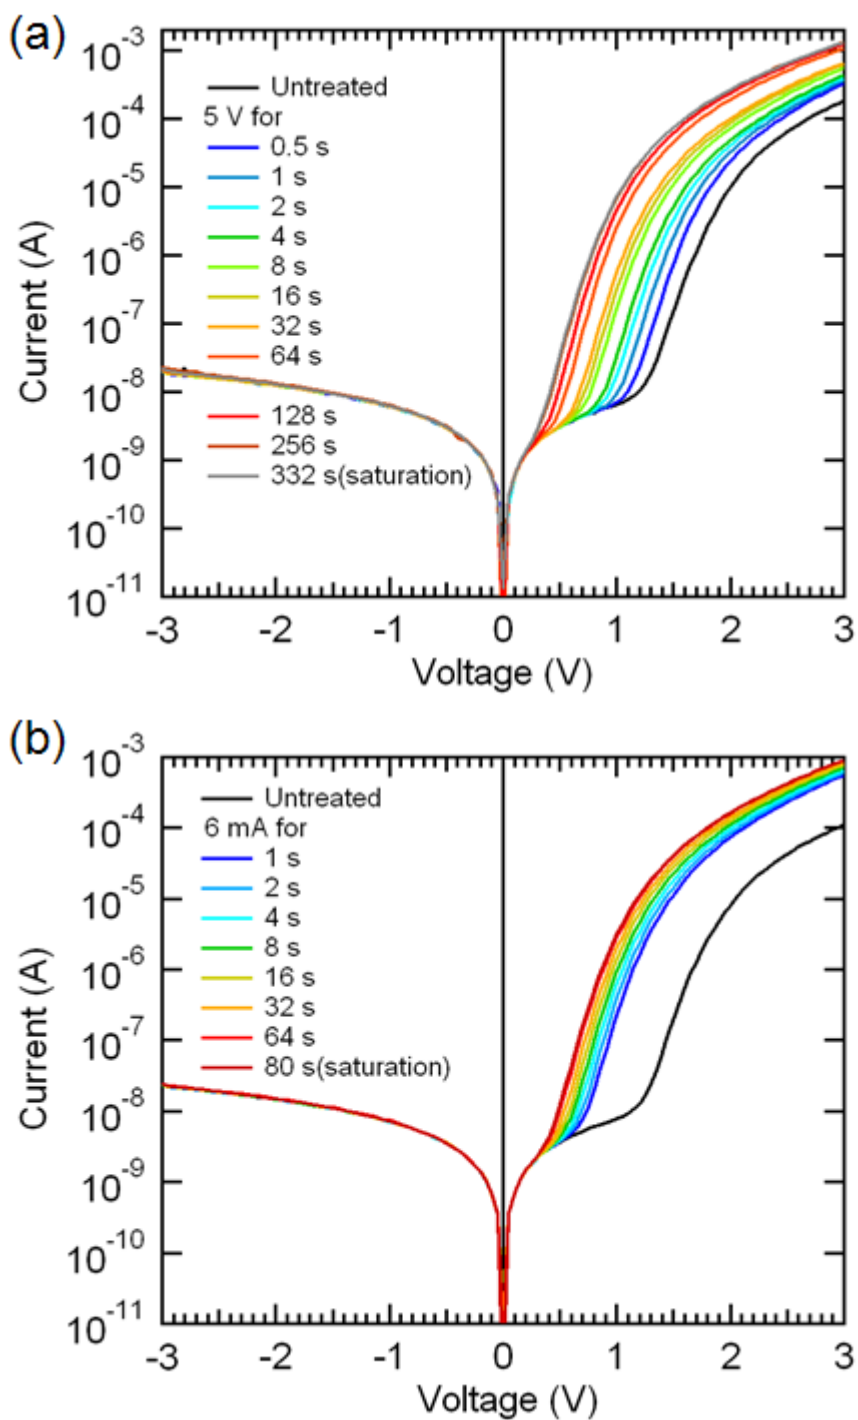 (a)
10⁻³
10⁻⁴
10⁻⁵
10⁻⁶
10⁻⁷
10⁻⁸
10⁻⁹
10⁻¹⁰
10⁻¹¹
Current (A)
Untreated
5 V for
0.5 s
1 s
2 s
4 s
8 s
16 s
32 s
64 s
128 s
256 s
332 s(saturation)
-3 -2 -1 0 1 2 3
Voltage (V)
(b)
10⁻³
10⁻⁴
10⁻⁵
10⁻⁶
10⁻⁷
10⁻⁸
10⁻⁹
10⁻¹⁰
10⁻¹¹
Current (A)
Untreated
6 mA for
1 s
2 s
4 s
8 s
16 s
32 s
64 s
80 s(saturation)
-3 -2 -1 0 1 2 3
Voltage (V)